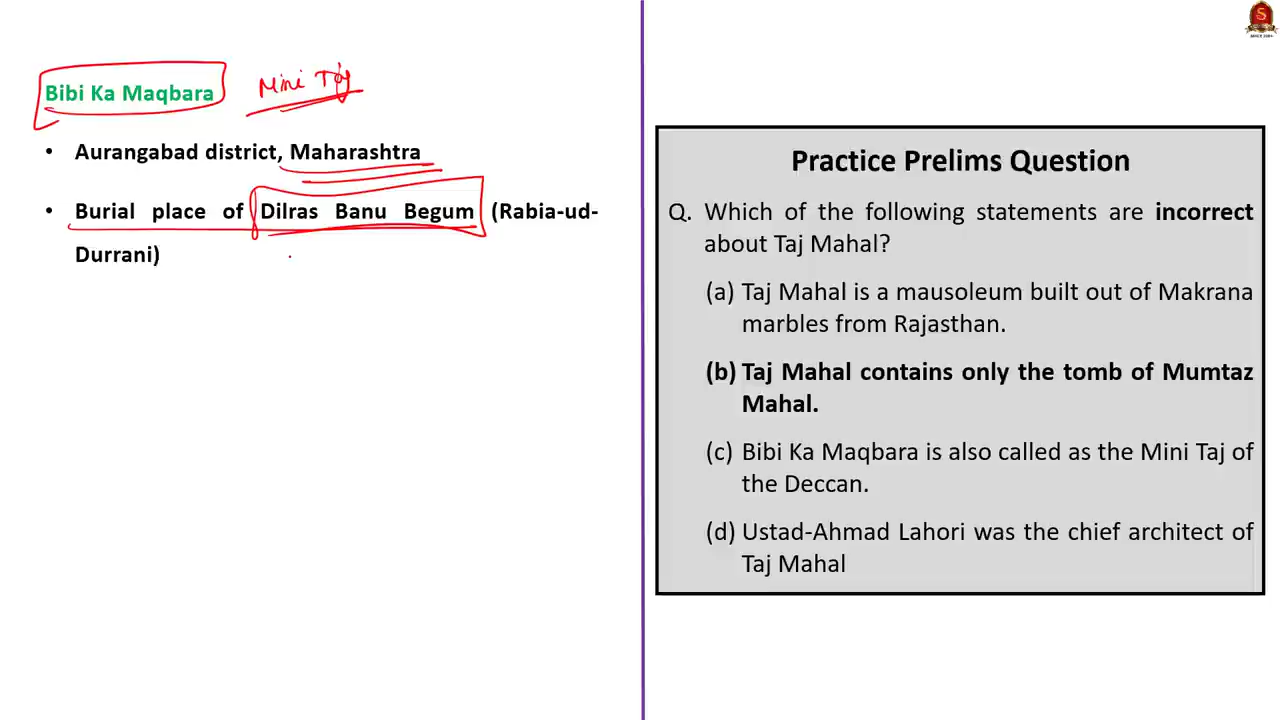 Bibi Ka Maqbara
Mini Taj
• Aurangabad district, Maharashtra
• Burial place of Dilras Banu Begum (Rabia-ud-
Durrani)
Practice Prelims Question
Q. Which of the following statements are incorrect
about Taj Mahal?
(a) Taj Mahal is a mausoleum built out of Makrana
marbles from Rajasthan.
(b) Taj Mahal contains only the tomb of Mumtaz
Mahal.
(c) Bibi Ka Maqbara is also called as the Mini Taj of
the Deccan.
(d) Ustad-Ahmad Lahori was the chief architect of
Taj Mahal